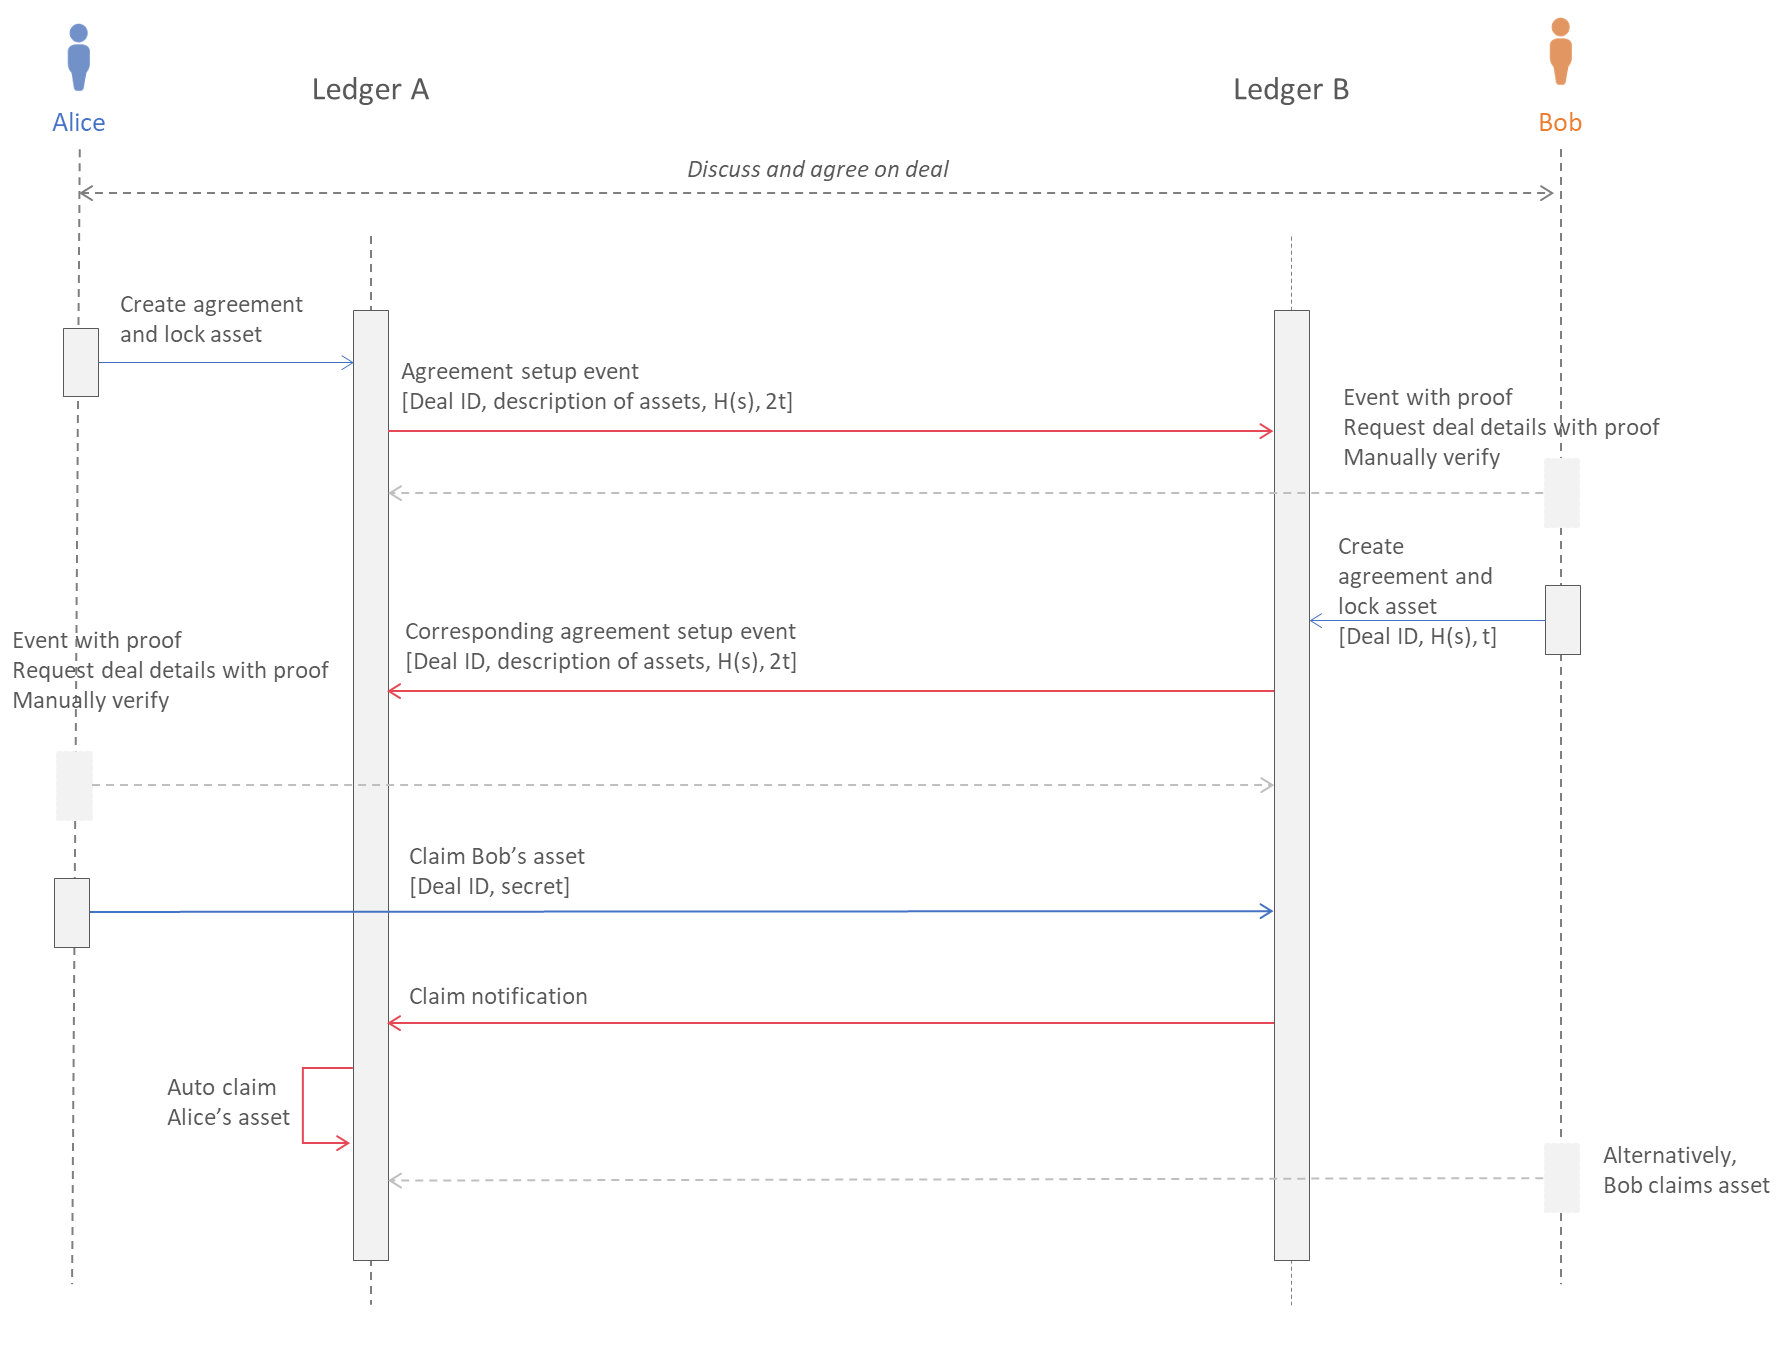 Ledger A
Ledger B
Alice
Bob
Discuss and agree on deal
Create agreement
and lock asset
Agreement setup event
[Deal ID, description of assets, H(s), 2t]
Event with proof
Request deal details with proof
Manually verify
Create
agreement and
lock asset
[Deal ID, H(s), t]
Corresponding agreement setup event
[Deal ID, description of assets, H(s), 2t]
Event with proof
Request deal details with proof
Manually verify
Claim Bob’s asset
[Deal ID, secret]
Claim notification
Auto claim
Alice’s asset
Alternatively,
Bob claims asset